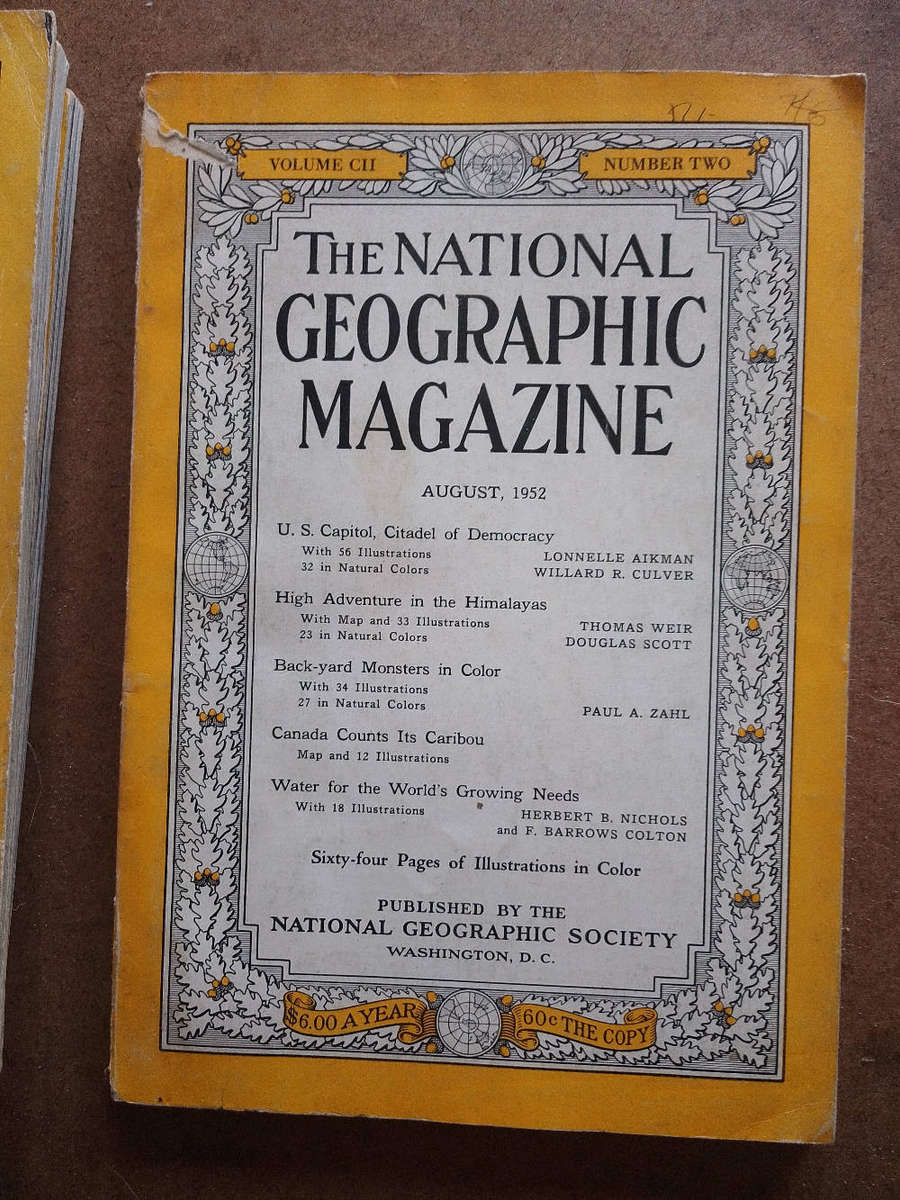 VOLUME CII
NUMBER TWO
THE NATIONAL
GEOGRAPHIC
MAGAZINE
AUGUST, 1952
U. S. Capitol, Citadel of Democracy
With 56 Illustrations
32 in Natural Colors
LONNELLE AIKMAN
WILLARD R. CULVER
High Adventure in the Himalayas
With Map and 33 Illustrations
23 in Natural Colors
THOMAS WEIR
DOUGLAS SCOTT
Back-yard Monsters in Color
With 34 Illustrations
27 in Natural Colors
PAUL A. ZAHL
Canada Counts Its Caribou
Map and 12 Illustrations
Water for the World's Growing Needs
With 18 Illustrations
HERBERT B. NICHOLS
and F. BARROWS COLTON
Sixty-four Pages of Illustrations in Color
PUBLISHED BY THE
NATIONAL GEOGRAPHIC SOCIETY
WASHINGTON, D. C.
$6.00 A YEAR
60c THE COPY